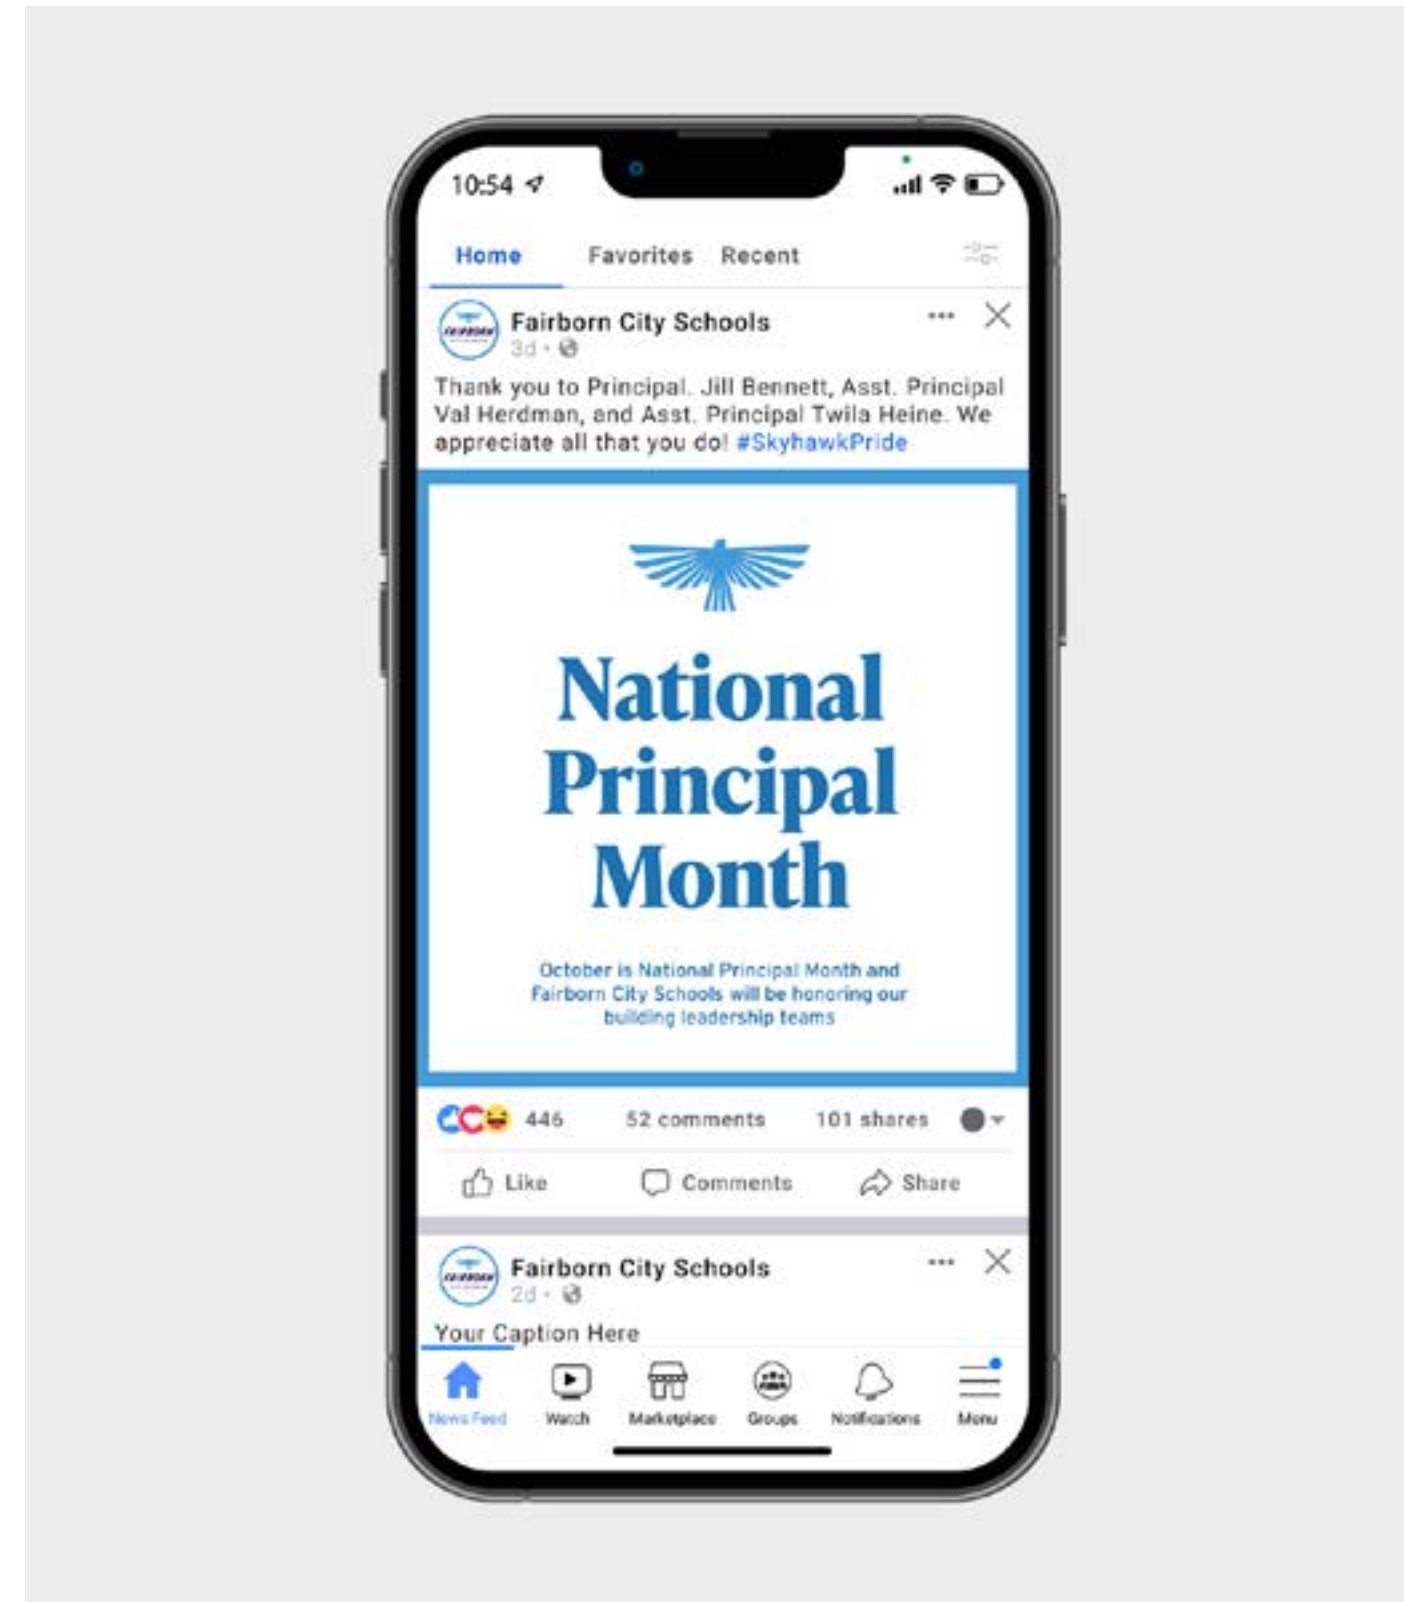 10:54
Home Favorites Recent
Fairborn City Schools
3d
Thank you to Principal. Jill Bennett, Asst. Principal
Val Herdman, and Asst. Principal Twila Heine. We
appreciate all that you do! #SkyhawkPride
National
Principal
Month
October is National Principal Month and
Fairborn City Schools will be honoring our
building leadership teams
446 52 comments 101 shares
Like Comments Share
Fairborn City Schools
2d
Your Caption Here
News Feed Watch Marketplace Groups Notifications Menu